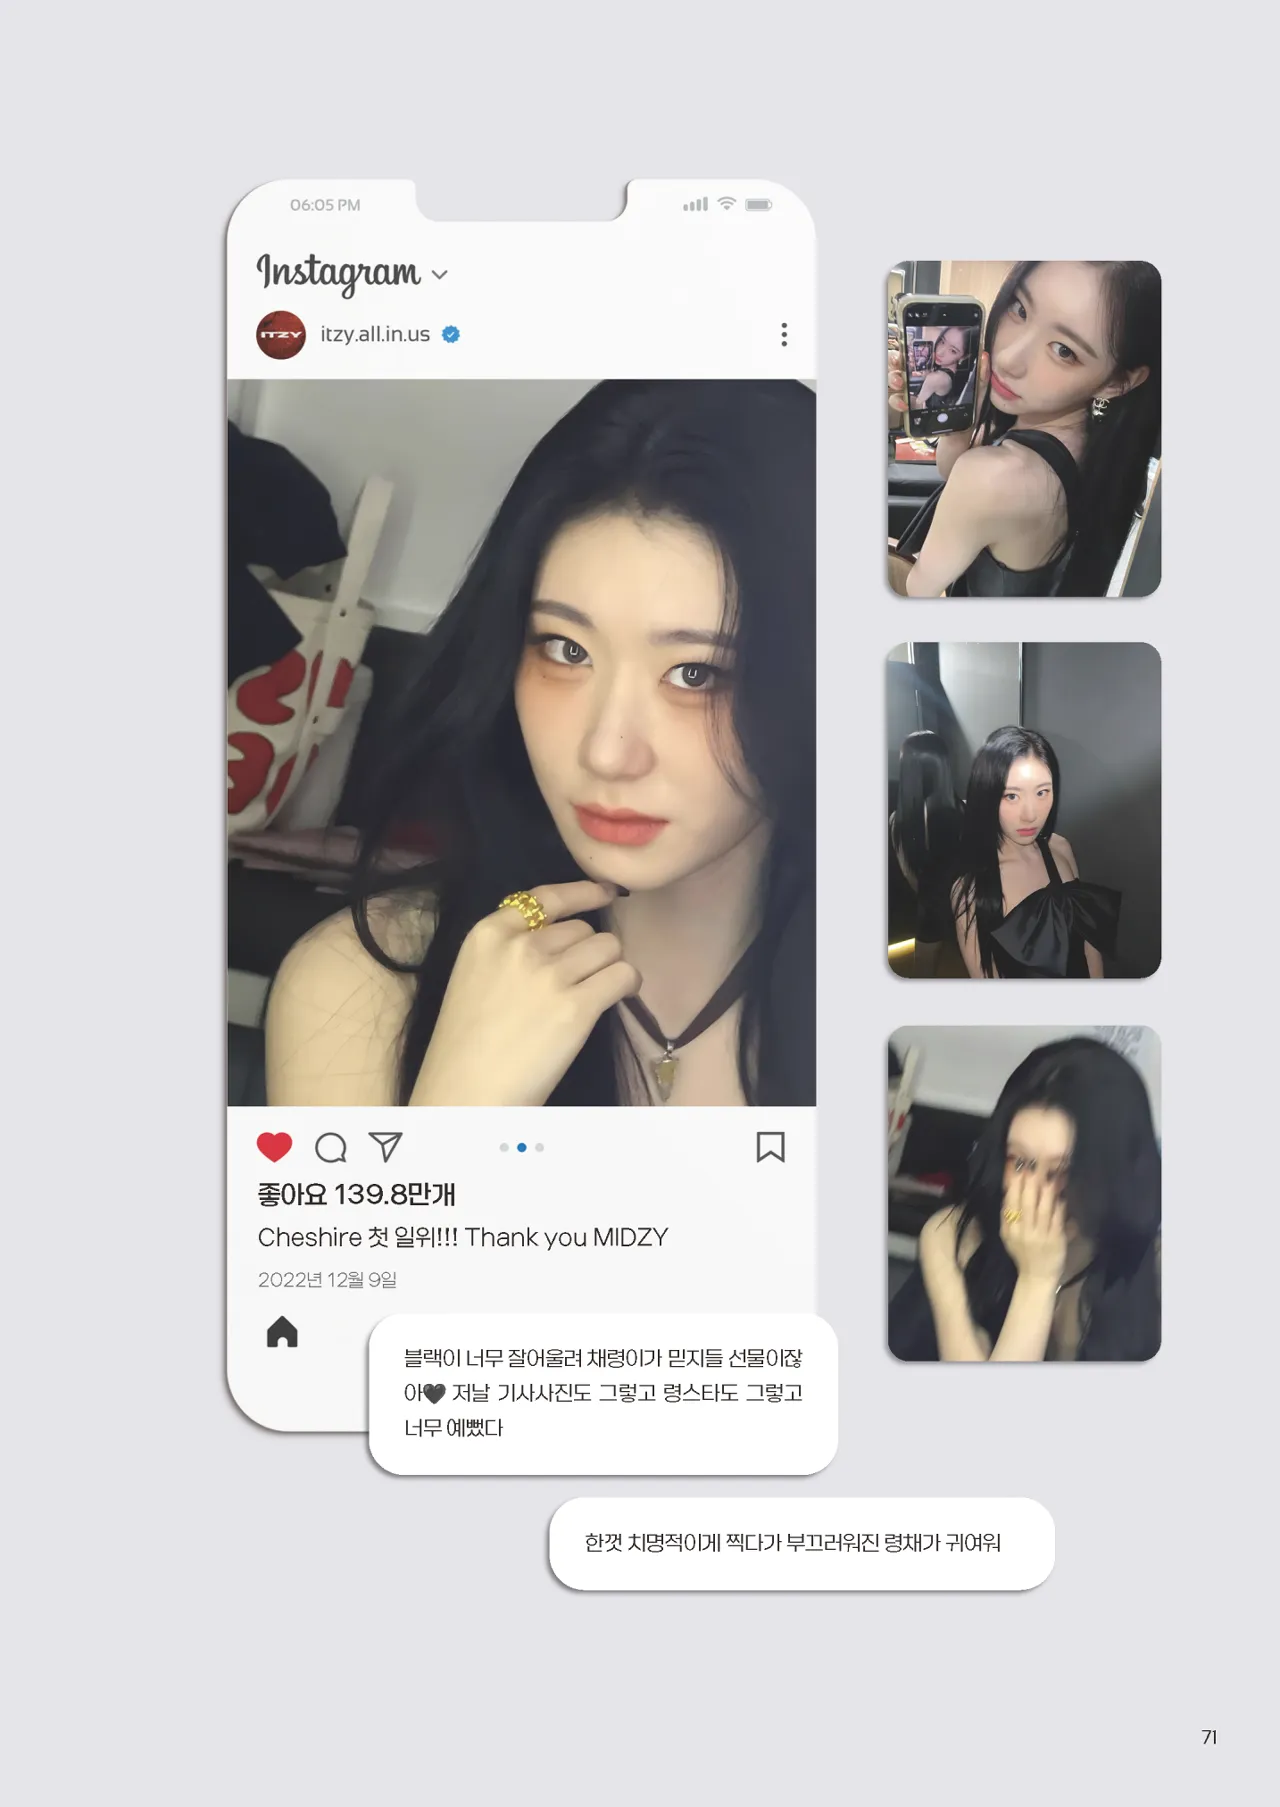 06:05 PM
Instagram
ITZY
itzy.all.in.us
좋아요 139.8만개
Cheshire 첫 일위!!! Thank you MIDZY
2022년 12월 9일
블랙이 너무 잘어울려 채령이가 믿지들 선물이잖
아🖤 저날 기사사진도 그렇고 령스타도 그렇고
너무 예뻤다
한껏 치명적이게 찍다가 부끄러워진 령채가 귀여워
71